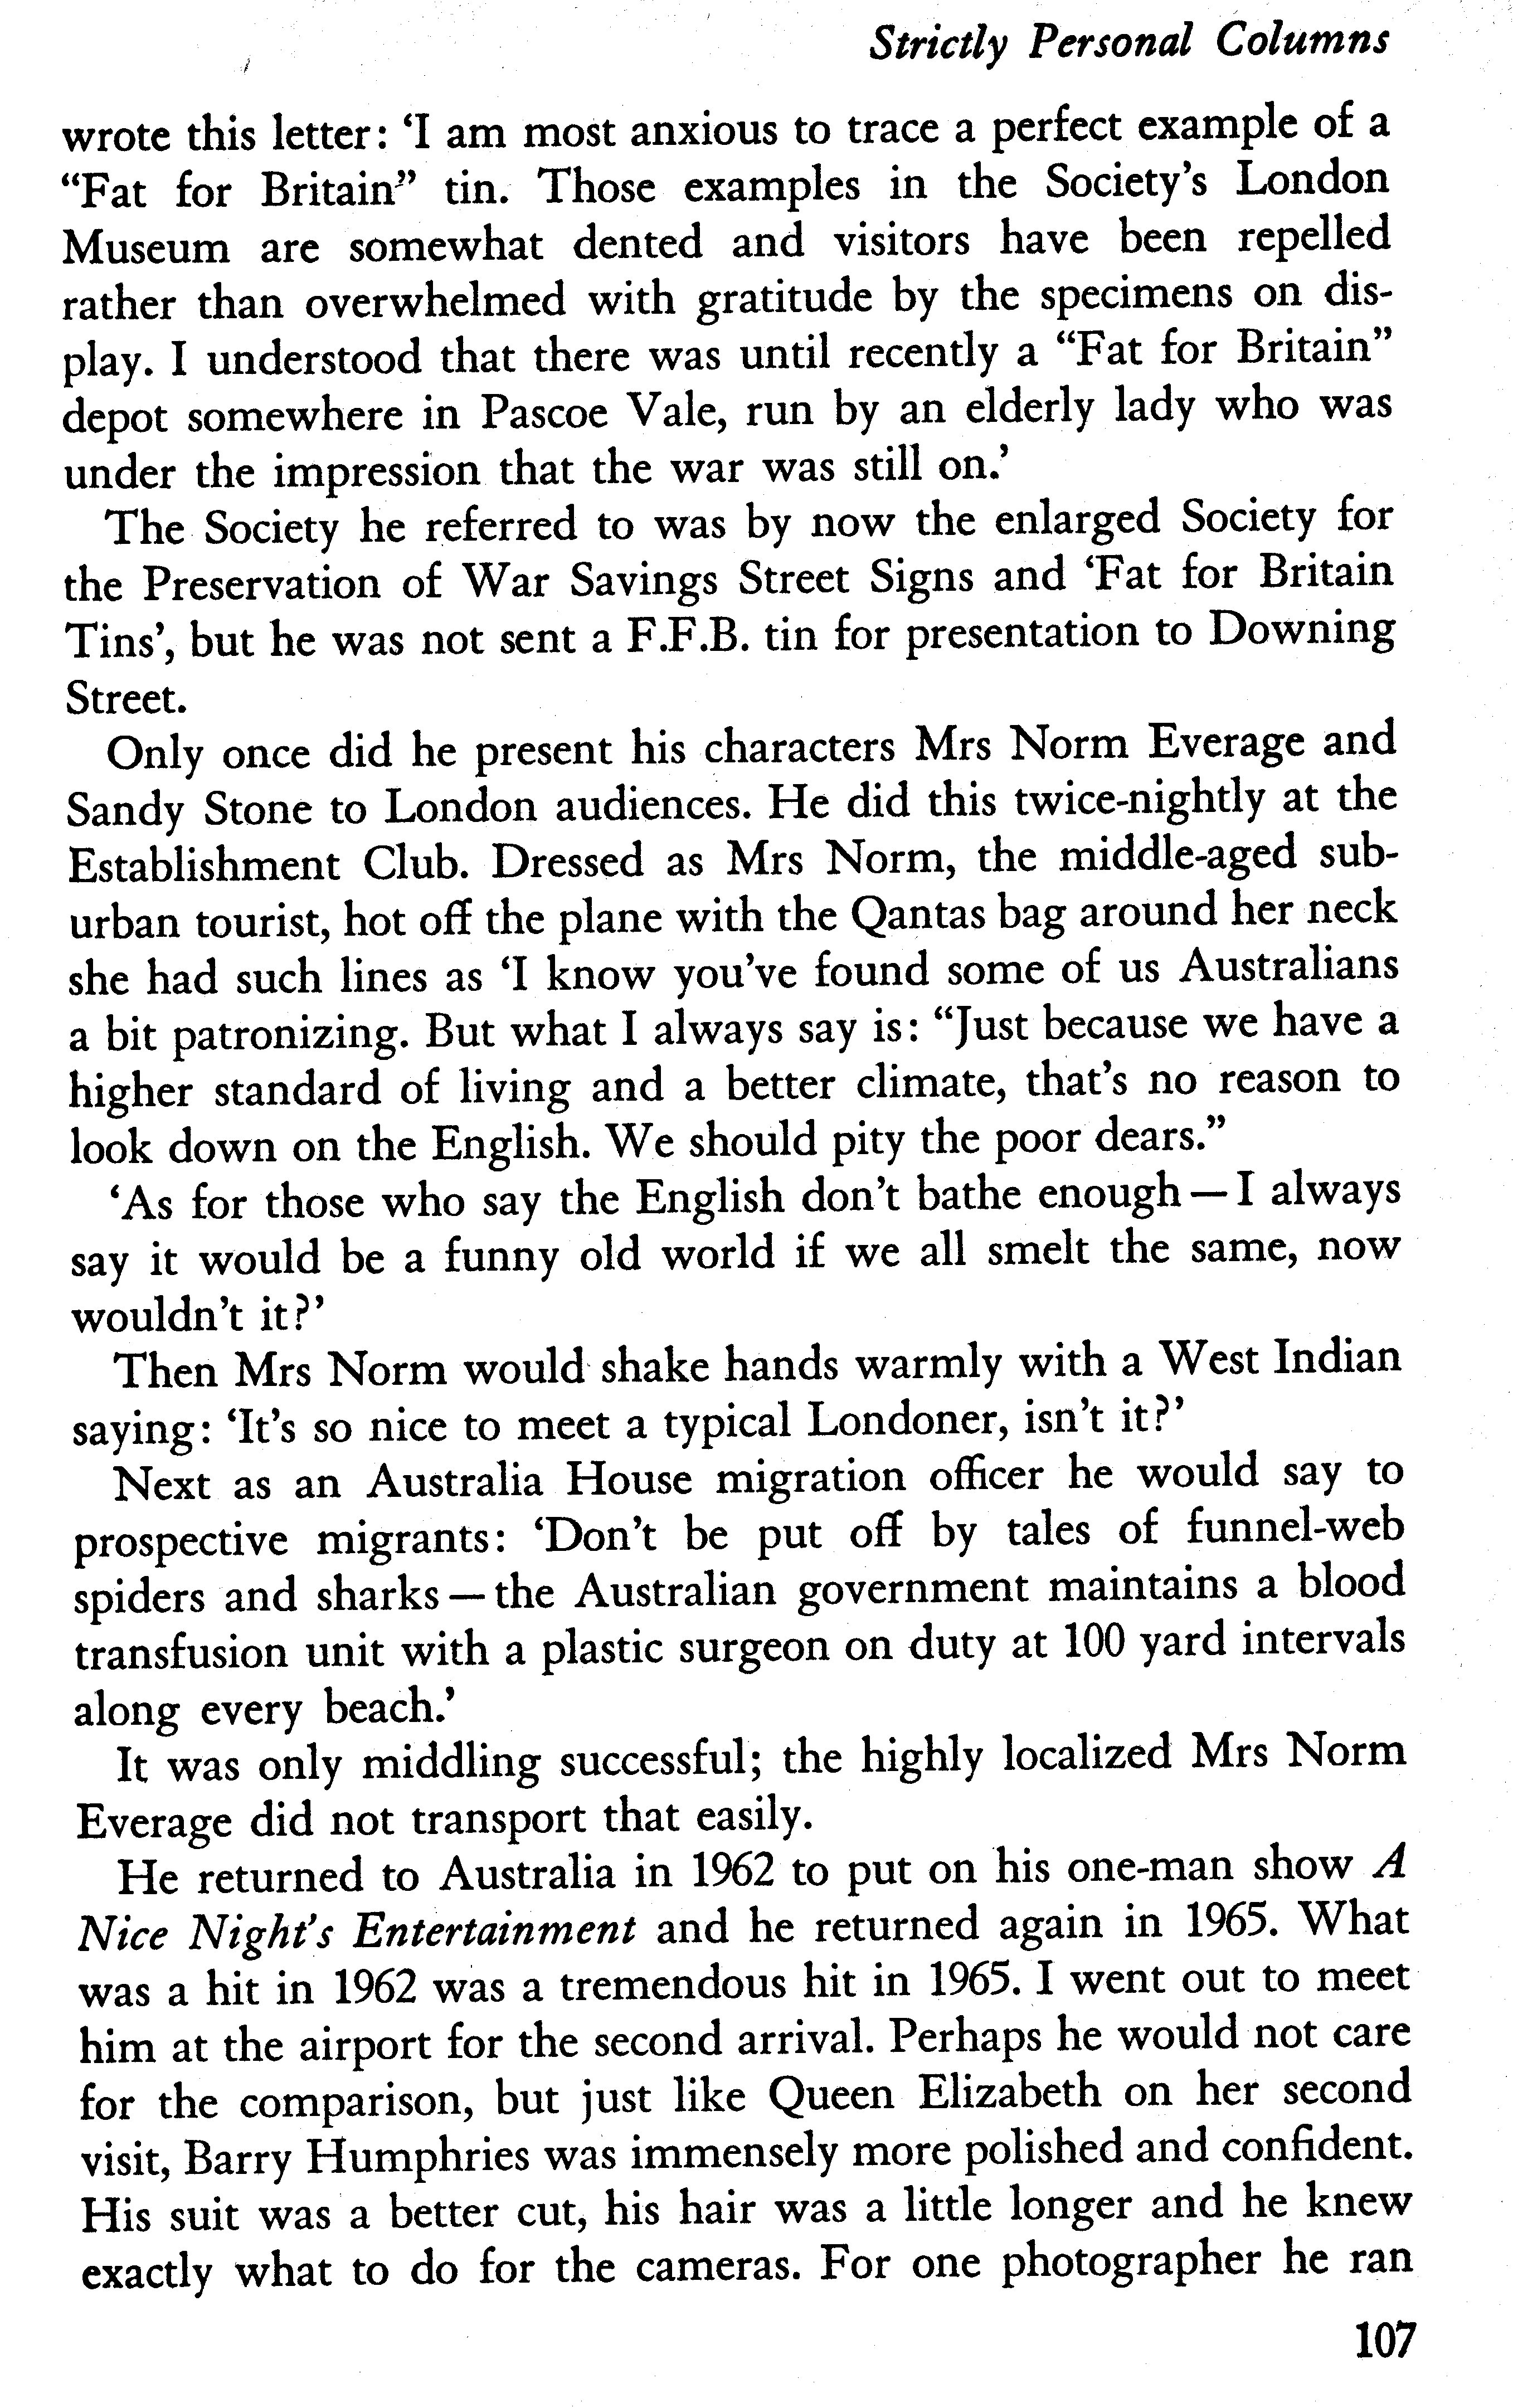 Strictly Personal Columns
wrote this letter: ‘I am most anxious to trace a perfect example of a
“Fat for Britain” tin. Those examples in the Society’s London
Museum are somewhat dented and visitors have been repelled
rather than overwhelmed with gratitude by the specimens on dis-
play. I understood that there was until recently a “Fat for Britain”
depot somewhere in Pascoe Vale, run by an elderly lady who was
under the impression that the war was still on.’
The Society he referred to was by now the enlarged Society for
the Preservation of War Savings Street Signs and ‘Fat for Britain
Tins’, but he was not sent a F.F.B. tin for presentation to Downing
Street.
Only once did he present his characters Mrs Norm Everage and
Sandy Stone to London audiences. He did this twice-nightly at the
Establishment Club. Dressed as Mrs Norm, the middle-aged sub-
urban tourist, hot off the plane with the Qantas bag around her neck
she had such lines as ‘I know you’ve found some of us Australians
a bit patronizing. But what I always say is: “Just because we have a
higher standard of living and a better climate, that’s no reason to
look down on the English. We should pity the poor dears.”
‘As for those who say the English don’t bathe enough — I always
say it would be a funny old world if we all smelt the same, now
wouldn’t it?’
Then Mrs Norm would shake hands warmly with a West Indian
saying: ‘It’s so nice to meet a typical Londoner, isn’t it?’
Next as an Australia House migration officer he would say to
prospective migrants: ‘Don’t be put off by tales of funnel-web
spiders and sharks — the Australian government maintains a blood
transfusion unit with a plastic surgeon on duty at 100 yard intervals
along every beach.’
It was only middling successful; the highly localized Mrs Norm
Everage did not transport that easily.
He returned to Australia in 1962 to put on his one-man show A
Nice Night’s Entertainment and he returned again in 1965. What
was a hit in 1962 was a tremendous hit in 1965. I went out to meet
him at the airport for the second arrival. Perhaps he would not care
for the comparison, but just like Queen Elizabeth on her second
visit, Barry Humphries was immensely more polished and confident.
His suit was a better cut, his hair was a little longer and he knew
exactly what to do for the cameras. For one photographer he ran
107